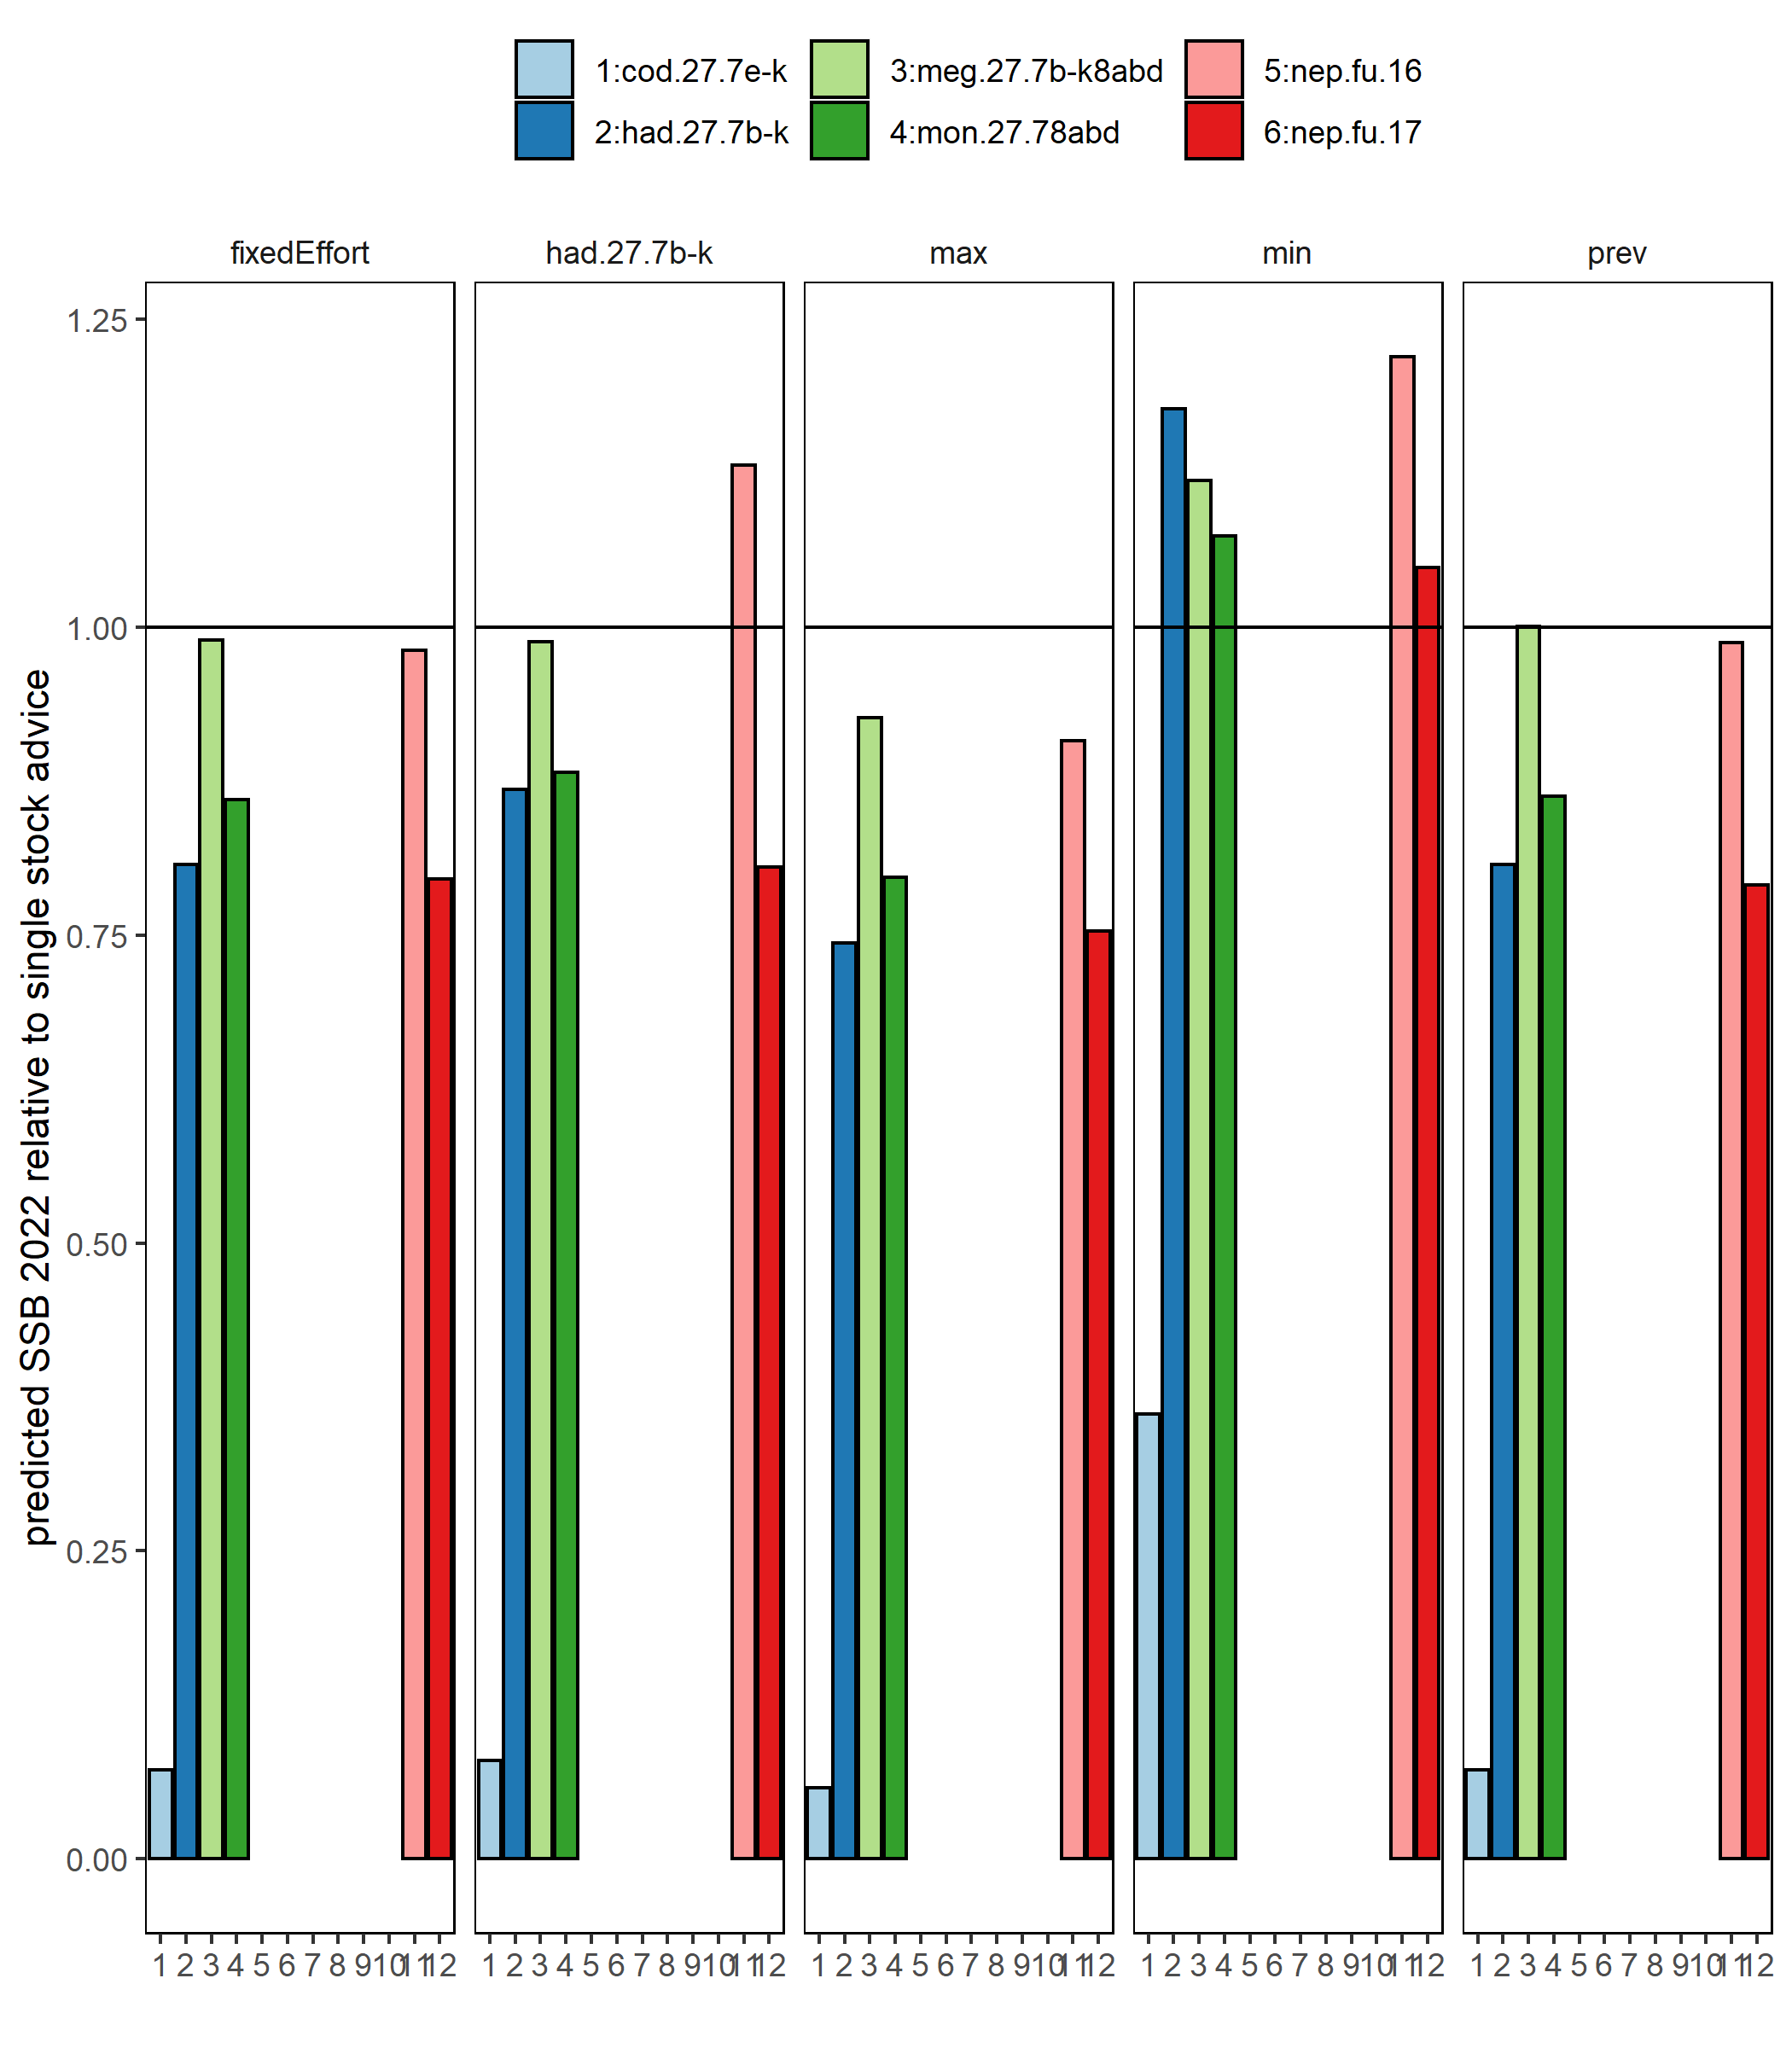 1:cod.27.7e-k 3:meg.27.7b-k8abd 5:nep.fu.16
2:had.27.7b-k 4:mon.27.78abd 6:nep.fu.17
fixedEffort had.27.7b-k max min prev
predicted SSB 2022 relative to single stock advice
1.25
1.00
0.75
0.50
0.25
0.00
1 2 3 4 5 6 7 8 9 10 11 12 1 2 3 4 5 6 7 8 9 10 11 12 1 2 3 4 5 6 7 8 9 10 11 12 1 2 3 4 5 6 7 8 9 10 11 12 1 2 3 4 5 6 7 8 9 10 11 12